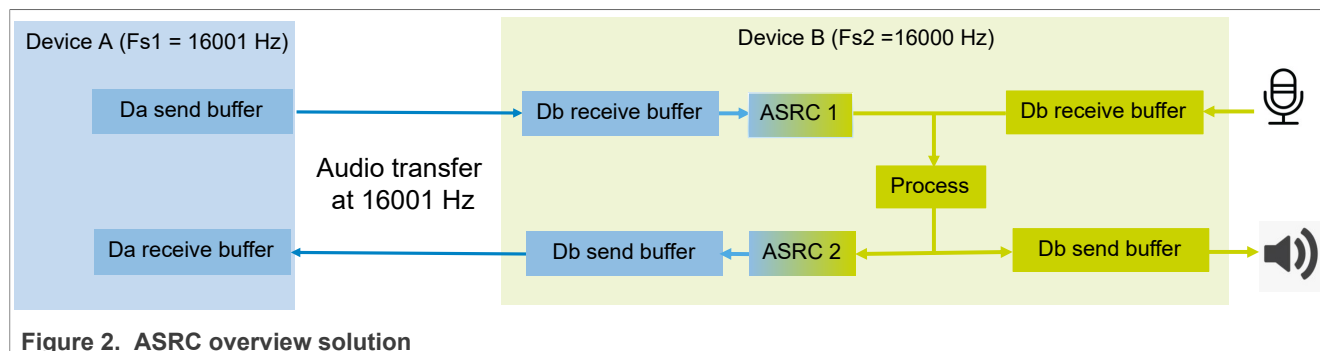 Device A (Fs1 = 16001 Hz)
Device B (Fs2 =16000 Hz)
Da send buffer
Db receive buffer
ASRC 1
Db receive buffer
Audio transfer
at 16001 Hz
Process
Da receive buffer
Db send buffer
ASRC 2
Db send buffer
Figure 2. ASRC overview solution